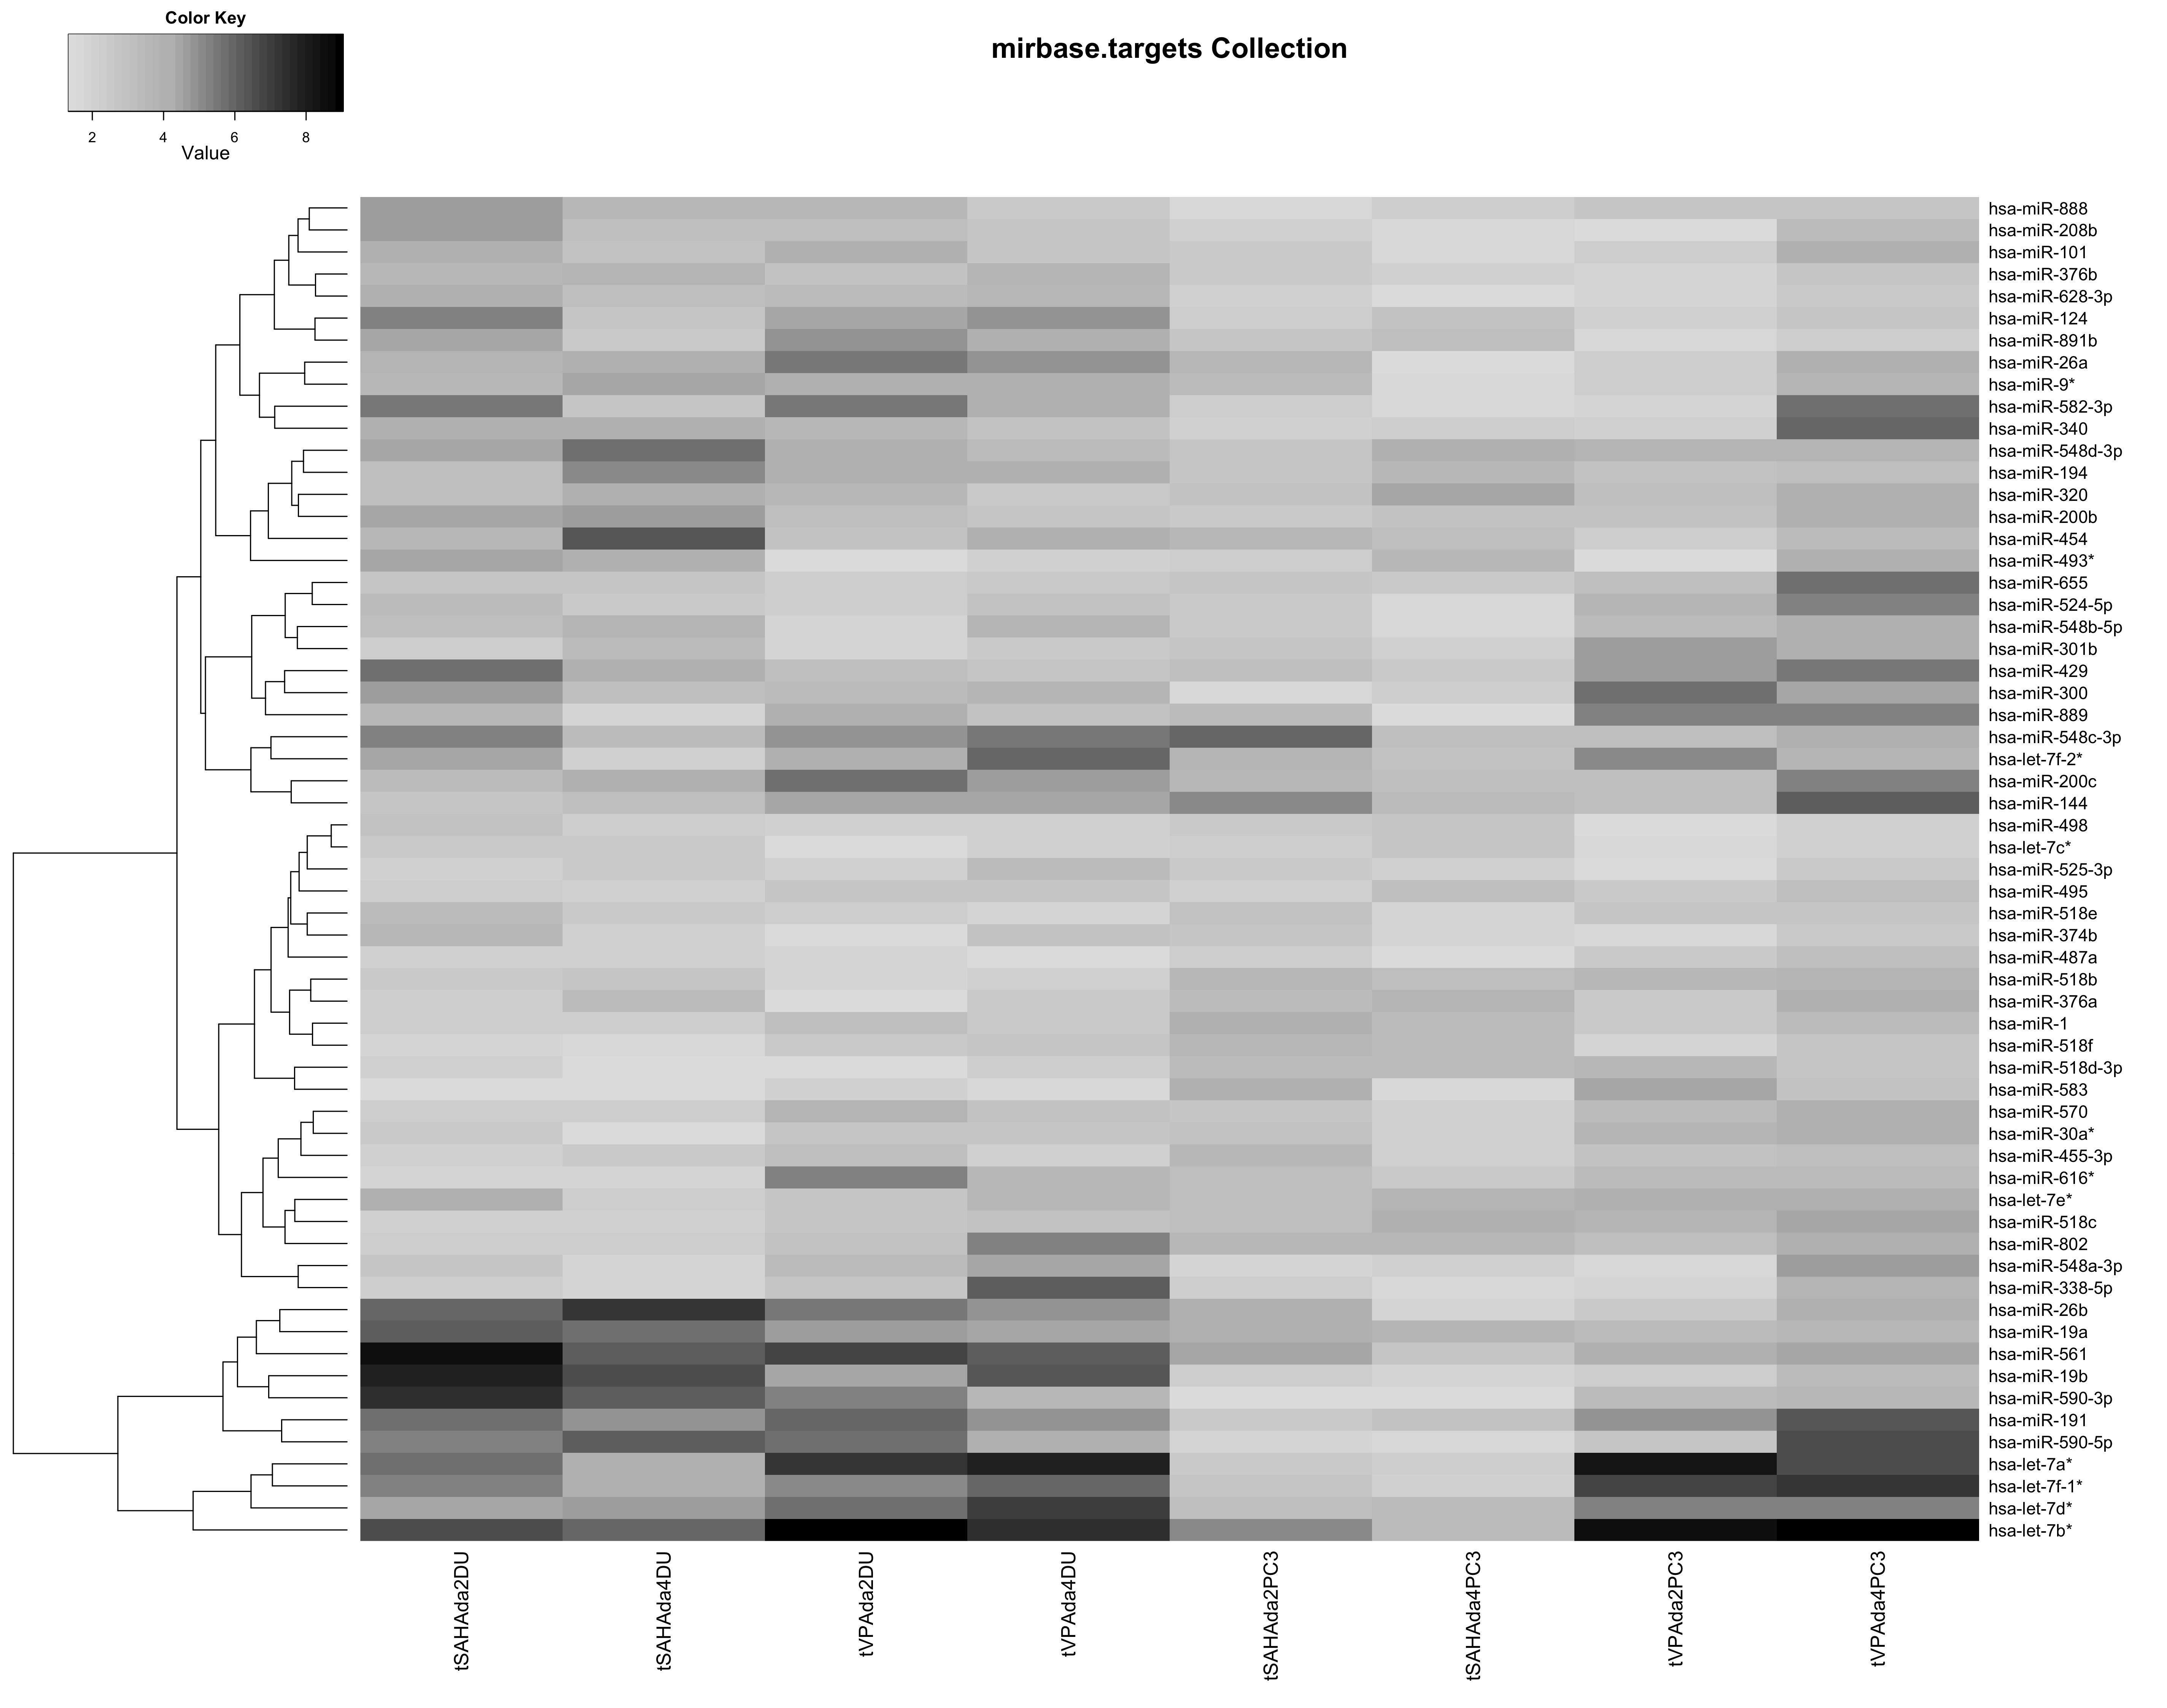 Color Key
2 4 6 8
Value
mirbase.targets Collection
hsa-miR-888
hsa-miR-208b
hsa-miR-101
hsa-miR-376b
hsa-miR-628-3p
hsa-miR-124
hsa-miR-891b
hsa-miR-26a
hsa-miR-9*
hsa-miR-582-3p
hsa-miR-340
hsa-miR-548d-3p
hsa-miR-194
hsa-miR-320
hsa-miR-200b
hsa-miR-454
hsa-miR-493*
hsa-miR-655
hsa-miR-524-5p
hsa-miR-548b-5p
hsa-miR-301b
hsa-miR-429
hsa-miR-300
hsa-miR-889
hsa-miR-548c-3p
hsa-let-7f-2*
hsa-miR-200c
hsa-miR-144
hsa-miR-498
hsa-let-7c*
hsa-miR-525-3p
hsa-miR-495
hsa-miR-518e
hsa-miR-374b
hsa-miR-487a
hsa-miR-518b
hsa-miR-376a
hsa-miR-1
hsa-miR-518f
hsa-miR-518d-3p
hsa-miR-583
hsa-miR-570
hsa-miR-30a*
hsa-miR-455-3p
hsa-miR-616*
hsa-let-7e*
hsa-miR-518c
hsa-miR-802
hsa-miR-548a-3p
hsa-miR-338-5p
hsa-miR-26b
hsa-miR-19a
hsa-miR-561
hsa-miR-19b
hsa-miR-590-3p
hsa-miR-191
hsa-miR-590-5p
hsa-let-7a*
hsa-let-7f-1*
hsa-let-7d*
hsa-let-7b*
tSAHAda2DU
tSAHAda4DU
tVPAda2DU
tVPAda4DU
tSAHAda2PC3
tSAHAda4PC3
tVPAda2PC3
tVPAda4PC3